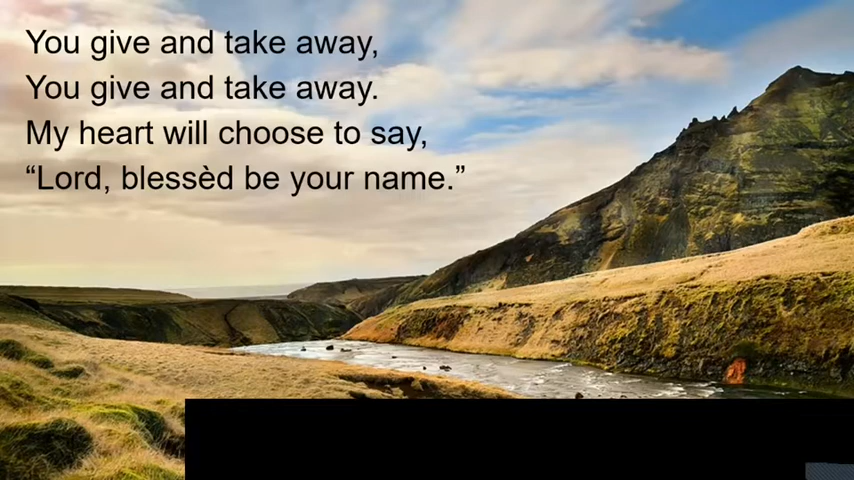 You give and take away,
You give and take away.
My heart will choose to say,
“Lord, blessèd be your name.”